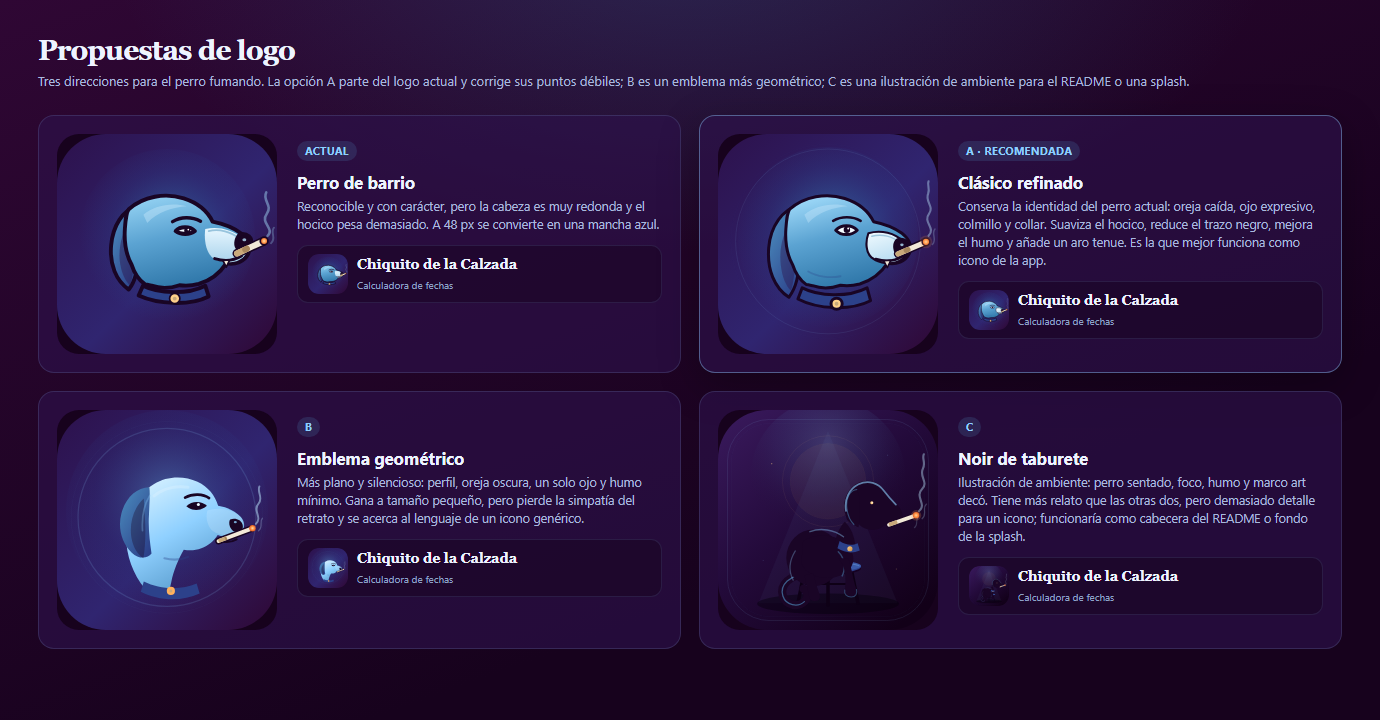 Propuestas de logo
Tres direcciones para el perro fumando. La opción A parte del logo actual y corrige sus puntos débiles; B es un emblema más geométrico; C es una ilustración de ambiente para el README o una splash.
ACTUAL
Perro de barrio
Reconocible y con carácter, pero la cabeza es muy redonda y el
hocico pesa demasiado. A 48 px se convierte en una mancha azul.
Chiquito de la Calzada
Calculadora de fechas
A · RECOMENDADA
Clásico refinado
Conserva la identidad del perro actual: oreja caída, ojo expresivo,
colmillo y collar. Suaviza el hocico, reduce el trazo negro, mejora
el humo y añade un aro tenue. Es la que mejor funciona como
icono de la app.
Chiquito de la Calzada
Calculadora de fechas
B
Emblema geométrico
Más plano y silencioso: perfil, oreja oscura, un solo ojo y humo
mínimo. Gana a tamaño pequeño, pero pierde la simpatía del
retrato y se acerca al lenguaje de un icono genérico.
Chiquito de la Calzada
Calculadora de fechas
C
Noir de taburete
Ilustración de ambiente: perro sentado, foco, humo y marco art
decó. Tiene más relato que las otras dos, pero demasiado detalle
para un icono; funcionaría como cabecera del README o fondo
de la splash.
Chiquito de la Calzada
Calculadora de fechas